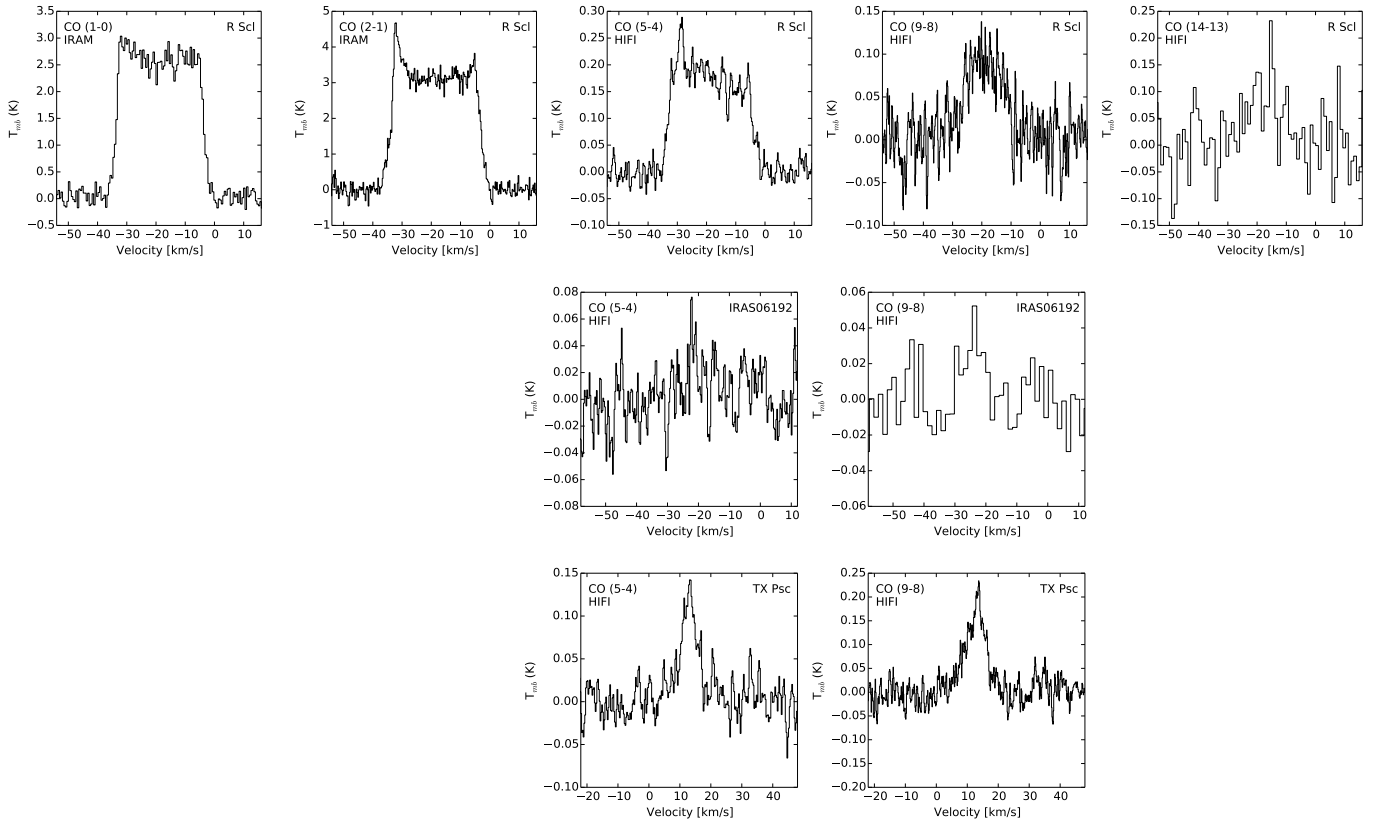 CO (1-0)
IRAM
R Scl
3.5
3.0
2.5
2.0
1.5
1.0
0.5
0.0
−0.5
T_mb (K)
−50 −40 −30 −20 −10 0 10
Velocity [km/s]
CO (2-1)
IRAM
R Scl
5
4
3
2
1
0
−1
T_mb (K)
−50 −40 −30 −20 −10 0 10
Velocity [km/s]
CO (5-4)
HIFI
R Scl
0.30
0.25
0.20
0.15
0.10
0.05
0.00
−0.05
−0.10
T_mb (K)
−50 −40 −30 −20 −10 0 10
Velocity [km/s]
CO (9-8)
HIFI
R Scl
0.15
0.10
0.05
0.00
−0.05
−0.10
T_mb (K)
−50 −40 −30 −20 −10 0 10
Velocity [km/s]
CO (14-13)
HIFI
R Scl
0.25
0.20
0.15
0.10
0.05
0.00
−0.05
−0.10
−0.15
T_mb (K)
−50 −40 −30 −20 −10 0 10
Velocity [km/s]
CO (5-4)
HIFI
IRAS06192
0.08
0.06
0.04
0.02
0.00
−0.02
−0.04
−0.06
−0.08
T_mb (K)
−50 −40 −30 −20 −10 0 10
Velocity [km/s]
CO (9-8)
HIFI
IRAS06192
0.06
0.04
0.02
0.00
−0.02
−0.04
−0.06
T_mb (K)
−50 −40 −30 −20 −10 0 10
Velocity [km/s]
CO (5-4)
HIFI
TX Psc
0.15
0.10
0.05
0.00
−0.05
−0.10
T_mb (K)
−20 −10 0 10 20 30 40
Velocity [km/s]
CO (9-8)
HIFI
TX Psc
0.25
0.20
0.15
0.10
0.05
0.00
−0.05
−0.10
−0.15
−0.20
T_mb (K)
−20 −10 0 10 20 30 40
Velocity [km/s]